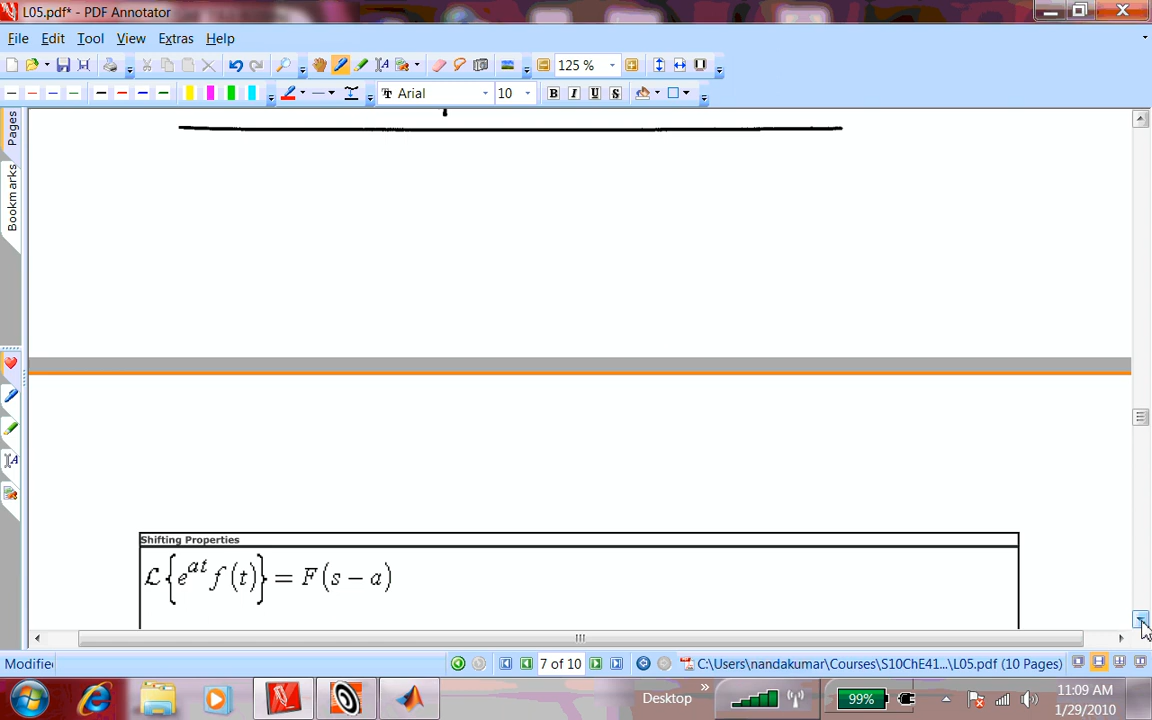 L05.pdf* - PDF Annotator
File Edit Tool View Extras Help
125 %
Arial 10 B I U S
Pages
Bookmarks
Shifting Properties
ℒ{e^{at} f(t)} = F(s − a)
Modified 7 of 10 C:\Users\nandakumar\Courses\S10ChE41...\L05.pdf (10 Pages)
Desktop » 99% 11:09 AM
1/29/2010